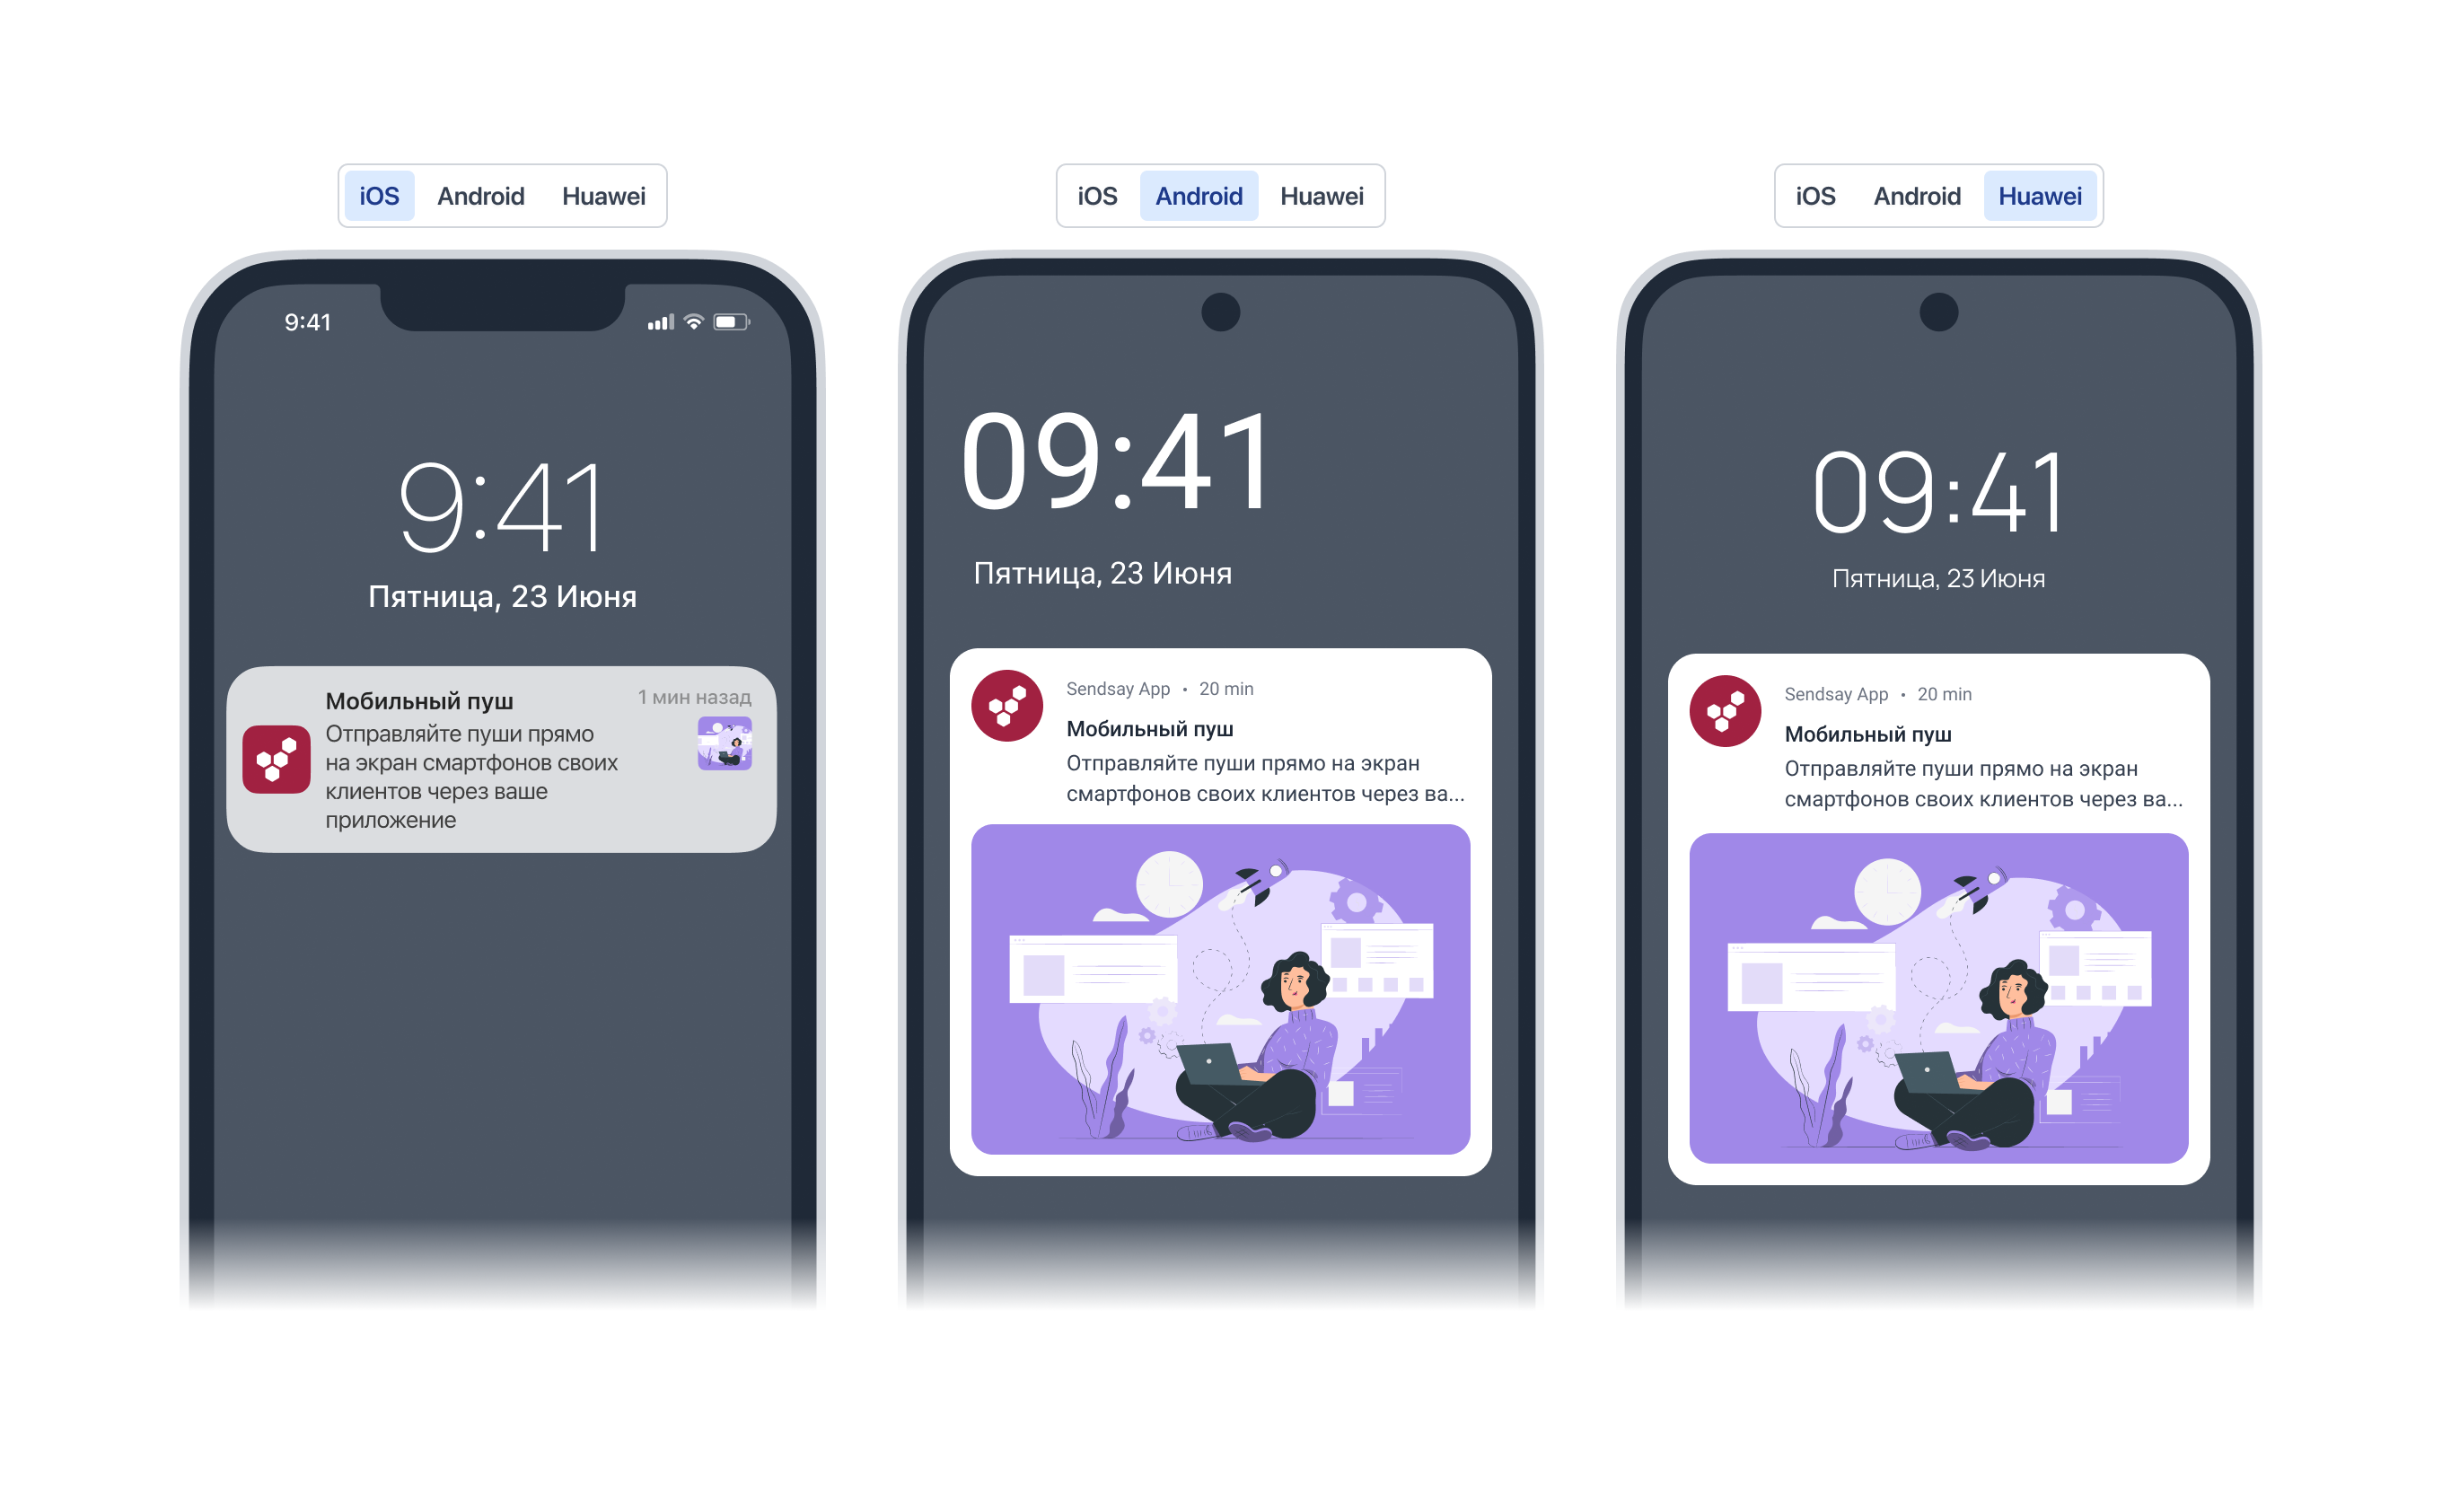 iOS Android Huawei
9:41
9:41
Пятница, 23 Июня
Мобильный пуш
1 мин назад
Отправляйте пуши прямо
на экран смартфонов своих
клиентов через ваше
приложение
iOS Android Huawei
09:41
Пятница, 23 Июня
Sendsay App • 20 min
Мобильный пуш
Отправляйте пуши прямо на экран
смартфонов своих клиентов через ва...
iOS Android Huawei
09:41
Пятница, 23 Июня
Sendsay App • 20 min
Мобильный пуш
Отправляйте пуши прямо на экран
смартфонов своих клиентов через ва...